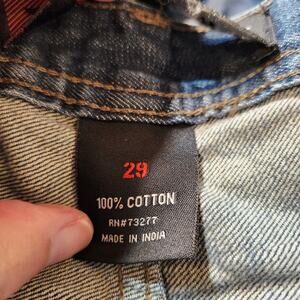 29
100% COTTON
RN#73277
MADE IN INDIA